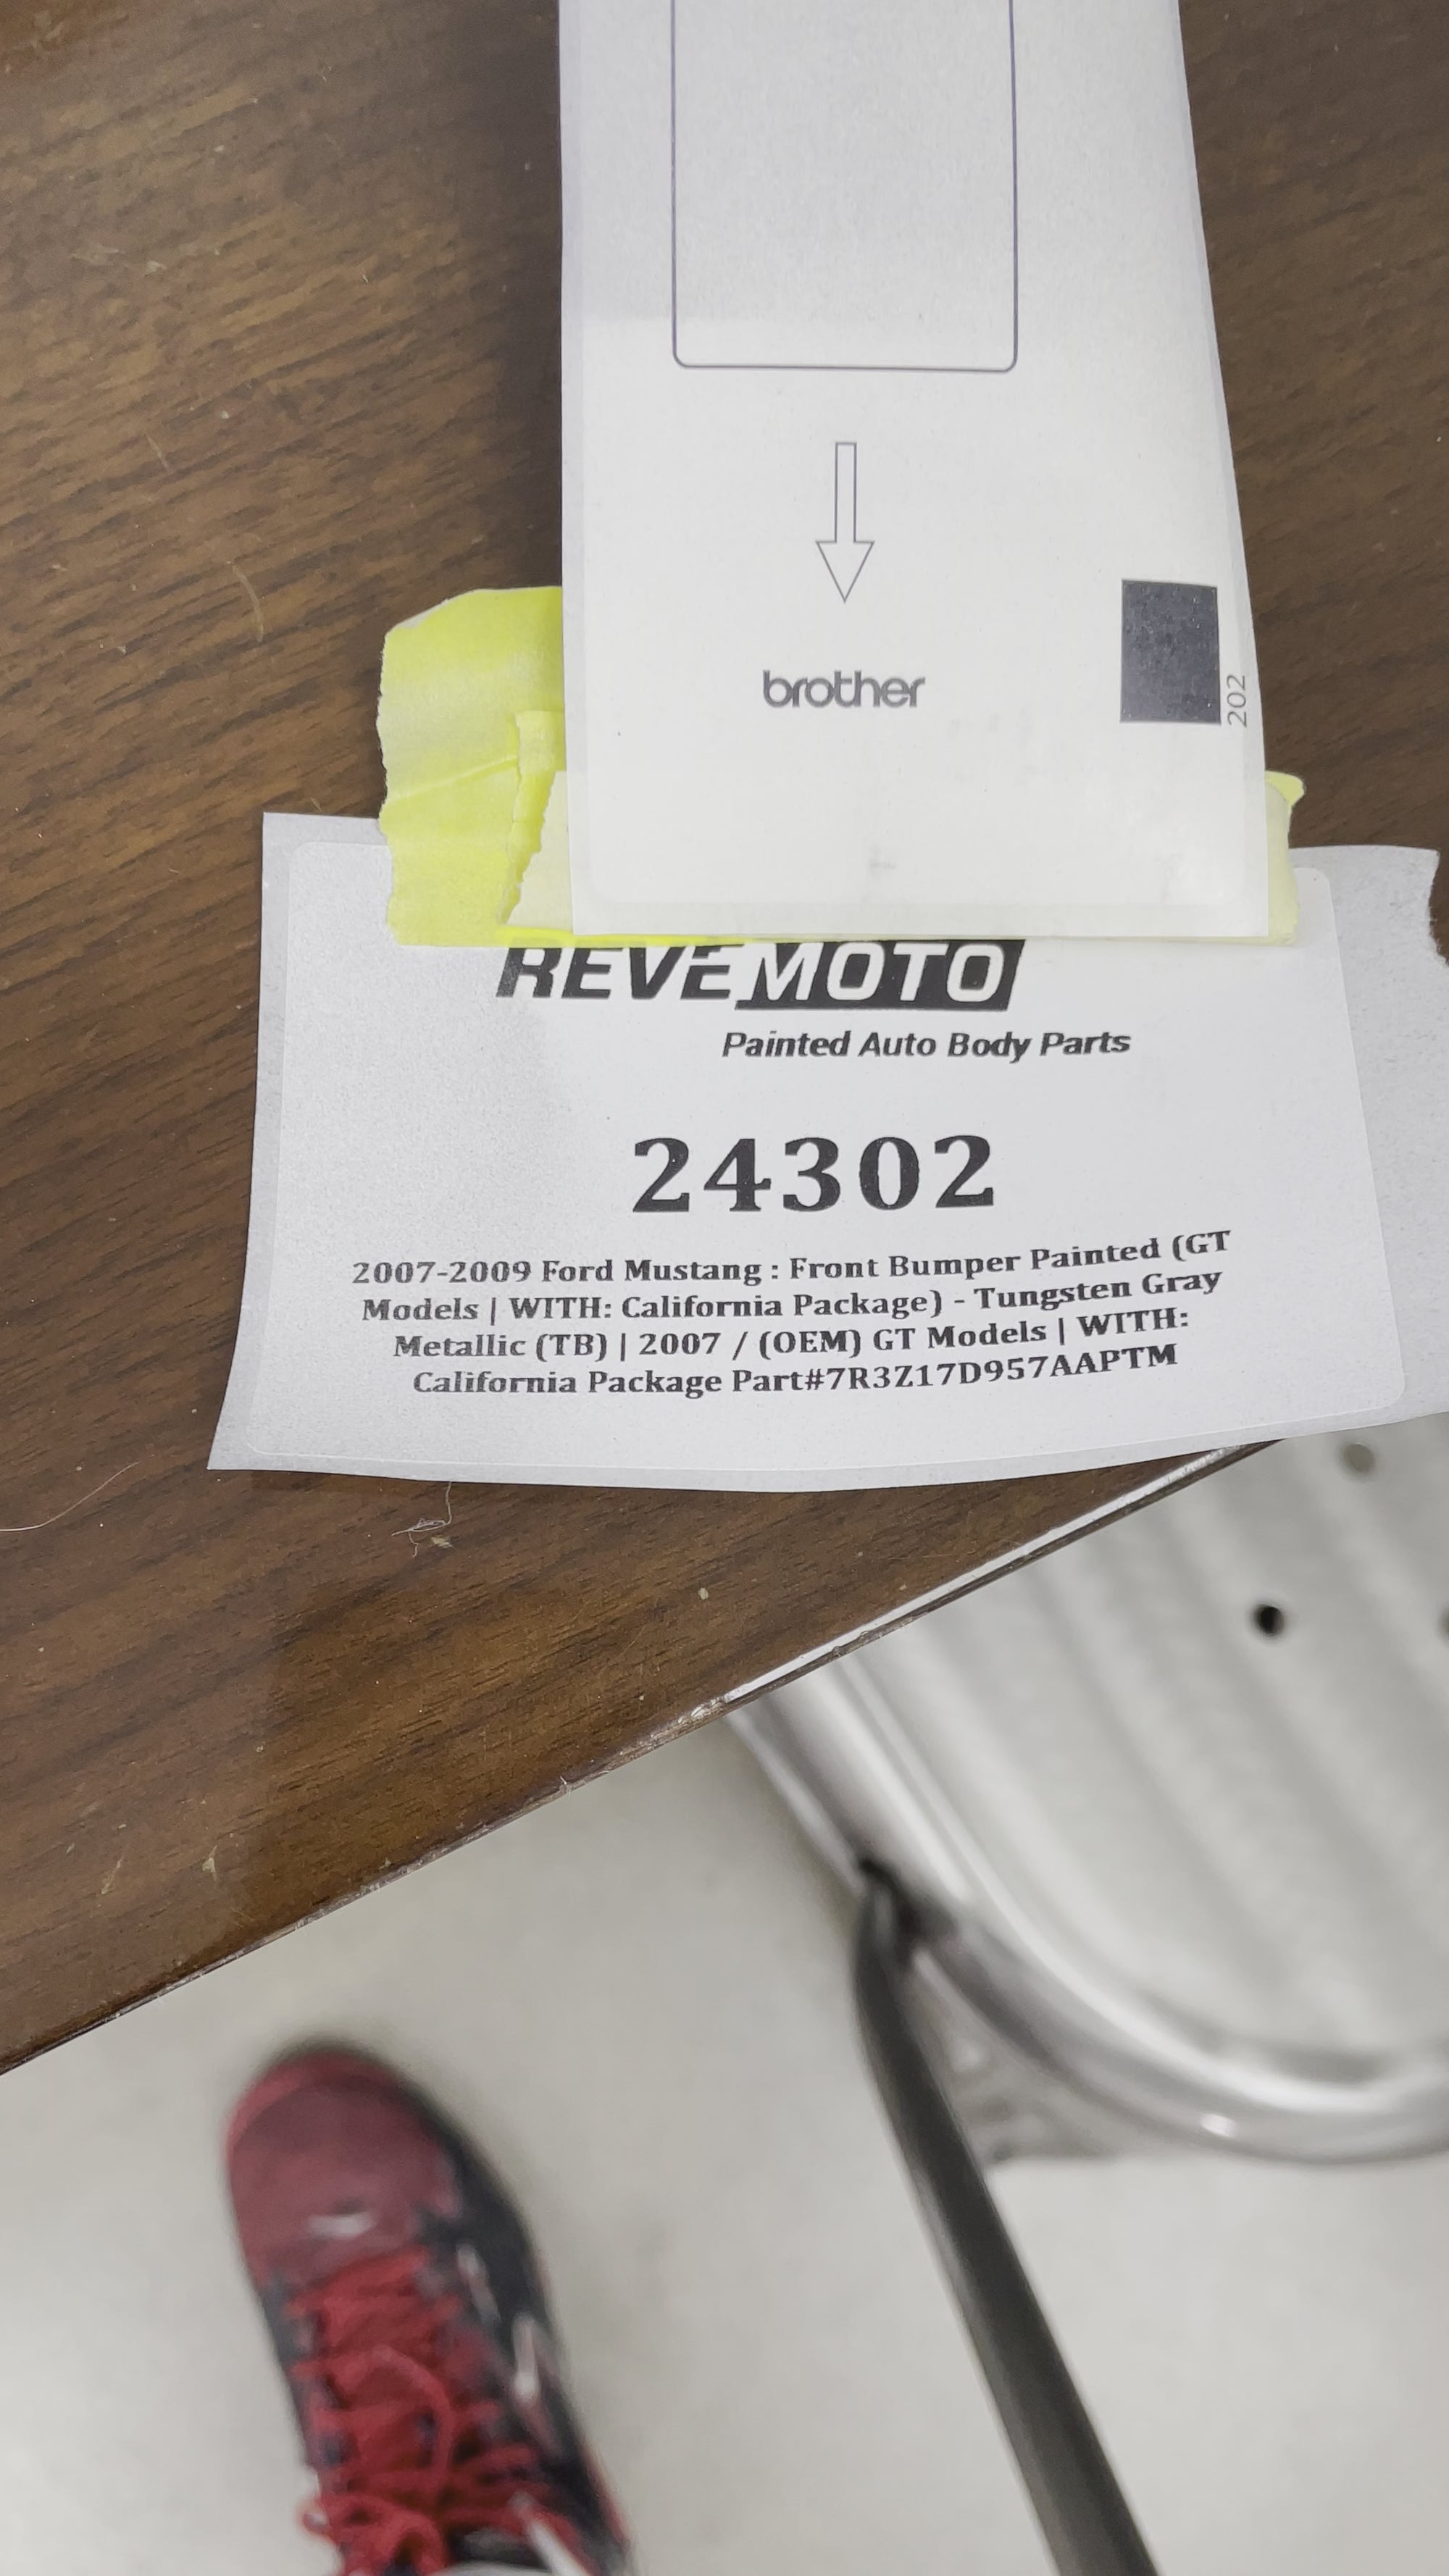 brother
202
REVEMOTO
Painted Auto Body Parts
24302
2007-2009 Ford Mustang : Front Bumper Painted (GT
Models | WITH: California Package) - Tungsten Gray
Metallic (TB) | 2007 / (OEM) GT Models | WITH:
California Package Part#7R3Z17D957AAPTM